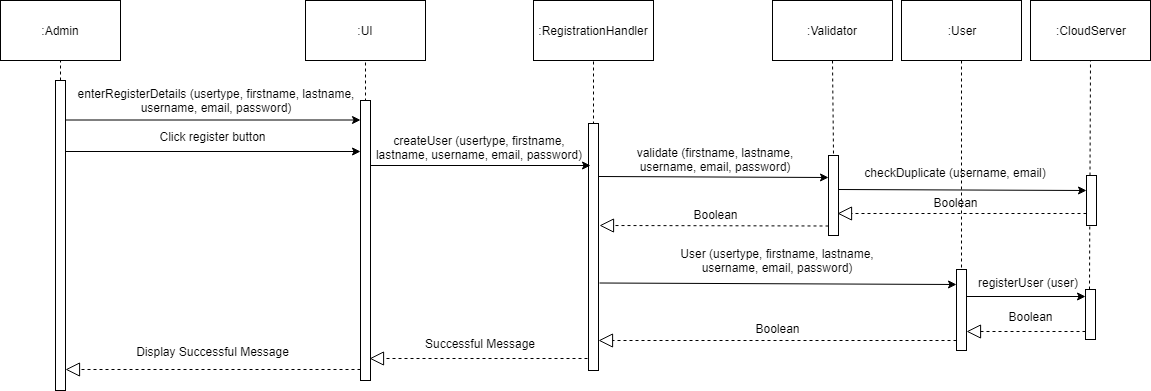 :Admin
:UI
:RegistrationHandler
:Validator
:User
:CloudServer
enterRegisterDetails (usertype, firstname, lastname,
username, email, password)
Click register button
createUser (usertype, firstname,
lastname, username, email, password)
validate (firstname, lastname,
username, email, password)
checkDuplicate (username, email)
Boolean
Boolean
User (usertype, firstname, lastname,
username, email, password)
registerUser (user)
Boolean
Boolean
Successful Message
Display Successful Message